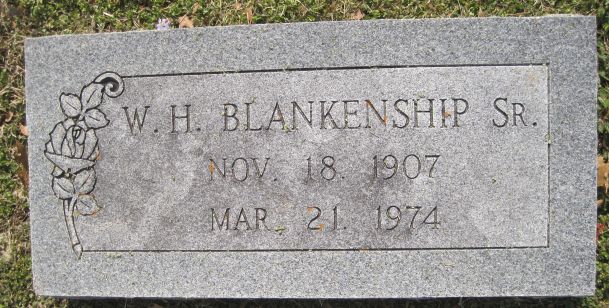 W. H. BLANKENSHIP SR.
NOV. 18. 1907
MAR. 21. 1974